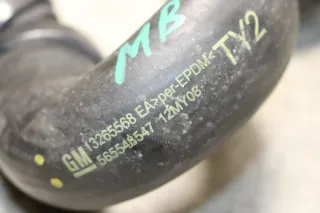 MB
GM 13265568 EA>per-EPDM< TY2
565548547 12MY08